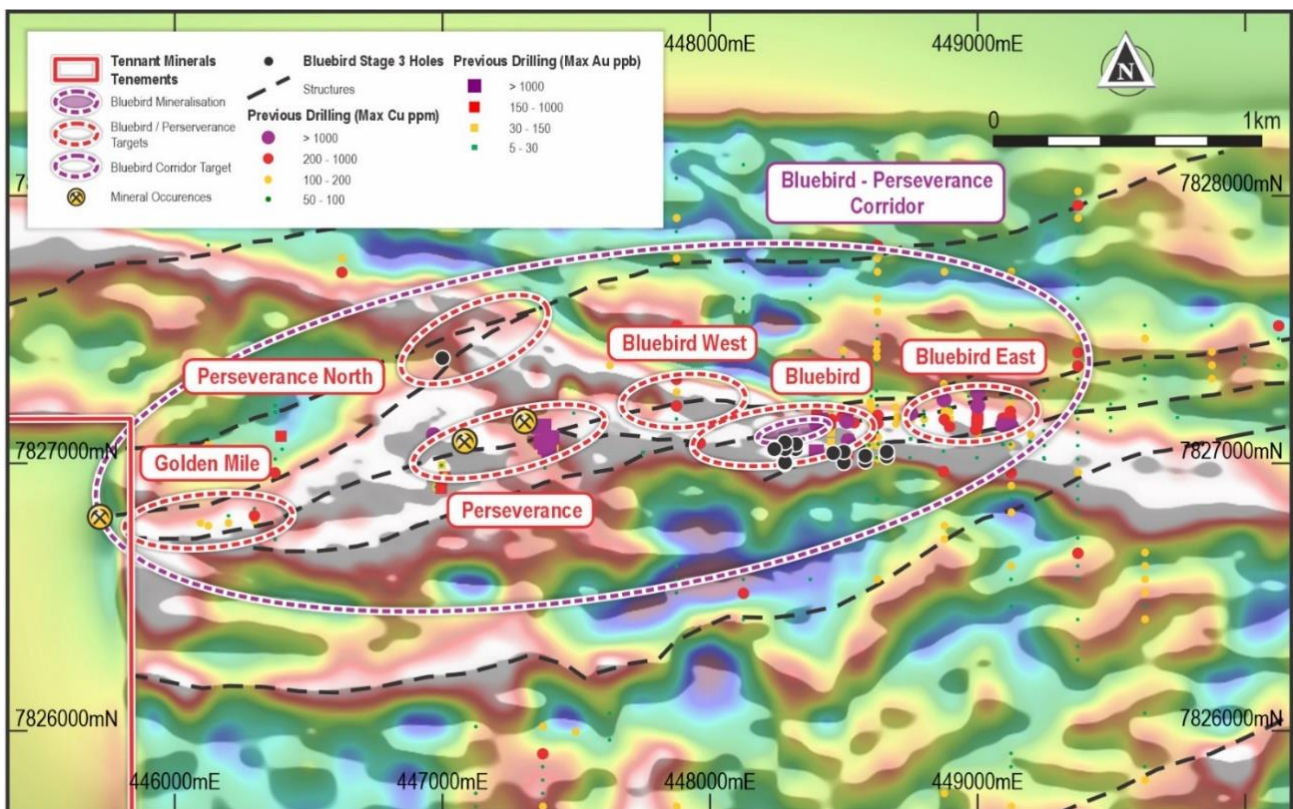 448000mE
449000mE
Tennant Minerals
Tenements
Bluebird Mineralisation
Bluebird / Perserverance
Targets
Bluebird Corridor Target
Mineral Occurences
Bluebird Stage 3 Holes
Structures
Previous Drilling (Max Cu ppm)
> 1000
200 - 1000
100 - 200
50 - 100
Previous Drilling (Max Au ppb)
> 1000
150 - 1000
30 - 150
5 - 30
N
0
1km
7828000mN
Bluebird - Perseverance
Corridor
Bluebird West
Bluebird
Bluebird East
Perseverance North
Golden Mile
Perseverance
7827000mN
7827000mN
7826000mN
7826000mN
446000mE
447000mE
448000mE
449000mE